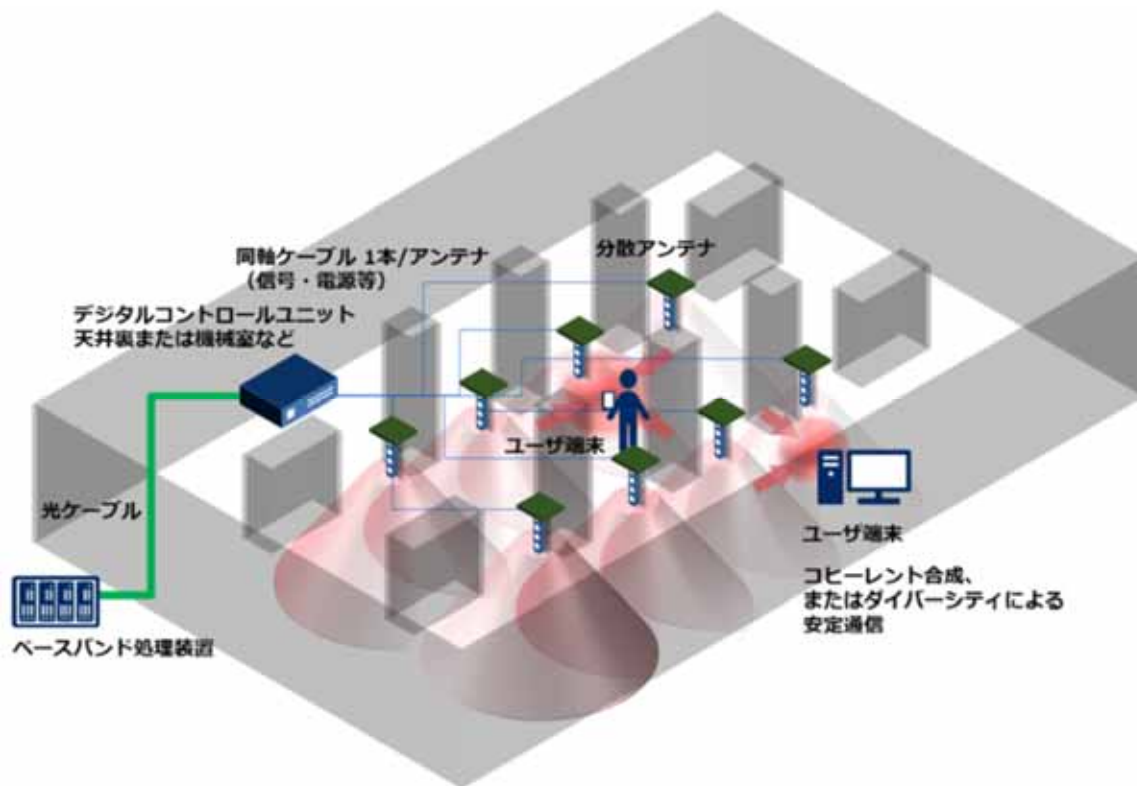 同軸ケーブル 1本/アンテナ
（信号・電源等）
分散アンテナ
デジタルコントロールユニット
天井裏または機械室など
ユーザ端末
光ケーブル
ユーザ端末
コヒーレント合成、
またはダイバーシティによる
安定通信
ベースバンド処理装置